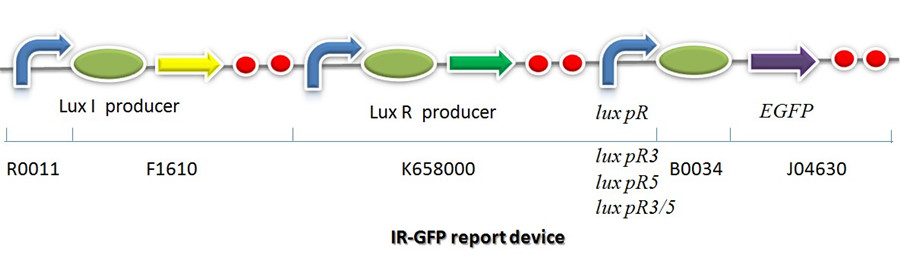 Lux I producer
Lux R producer
lux pR
EGFP
R0011
F1610
K658000
lux pR3
lux pR5
lux pR3/5
B0034
J04630
IR-GFP report device